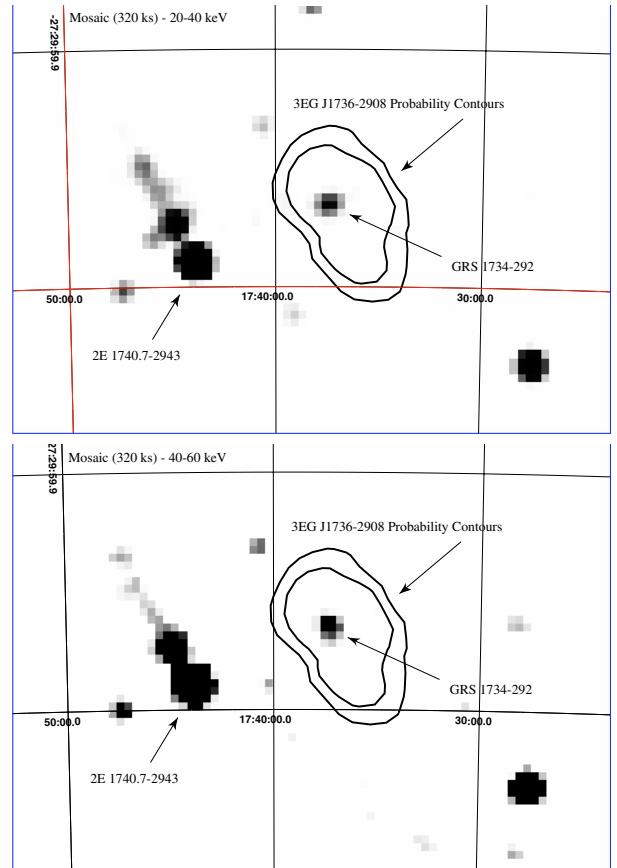 Mosaic (320 ks) - 20-40 keV
-27:29:59.9
3EG J1736-2908 Probability Contours
GRS 1734-292
50:00.0
17:40:00.0
30:00.0
2E 1740.7-2943
Mosaic (320 ks) - 40-60 keV
27:29:59.9
3EG J1736-2908 Probability Contours
GRS 1734-292
50:00.0
17:40:00.0
30:00.0
2E 1740.7-2943